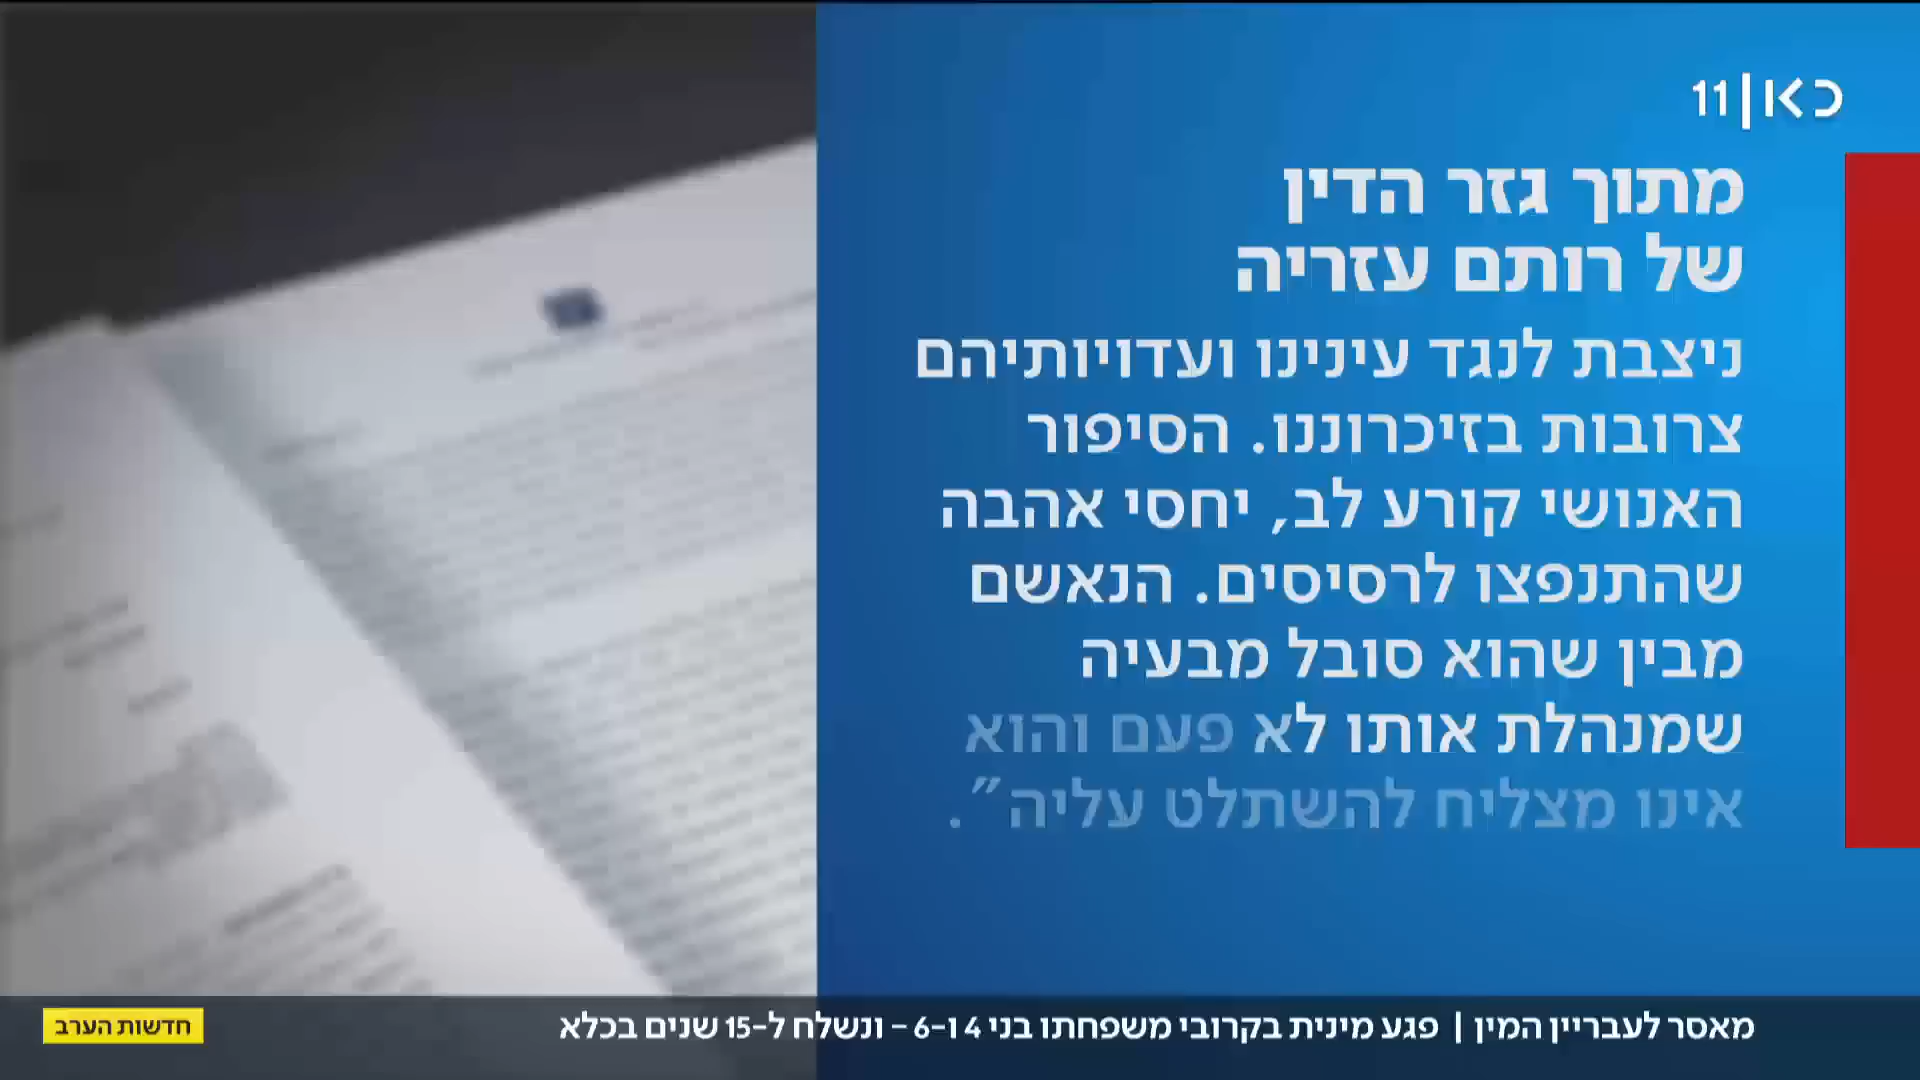 כאן|11
מתוך גזר הדין
של רותם עזריה
ניצבת לנגד עינינו ועדויותיהם
צרובות בזיכרוננו. הסיפור
האנושי קורע לב, יחסי אהבה
שהתנפצו לרסיסים. הנאשם
מבין שהוא סובל מבעיה
שמנהלת אותו לא פעם והוא
אינו מצליח להשתלט עליה".
מאסר לעבריין המין | פגע מינית בקרובי משפחתו בני 4 ו-6 - ונשלח ל-15 שנים בכלא
חדשות הערב